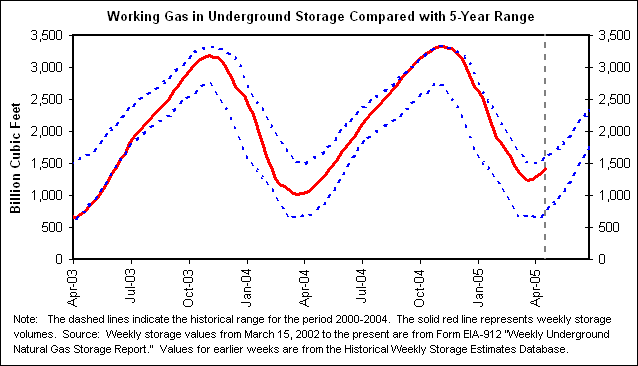 Working Gas in Underground Storage Compared with 5-Year Range
3,500
3,000
2,500
2,000
1,500
1,000
500
0
Billion Cubic Feet
3,500
3,000
2,500
2,000
1,500
1,000
500
0
Apr-03
Jul-03
Oct-03
Jan-04
Apr-04
Jul-04
Oct-04
Jan-05
Apr-05
Note: The dashed lines indicate the historical range for the period 2000-2004. The solid red line represents weekly storage
volumes. Source: Weekly storage values from March 15, 2002 to the present are from Form EIA-912 "Weekly Underground
Natural Gas Storage Report." Values for earlier weeks are from the Historical Weekly Storage Estimates Database.